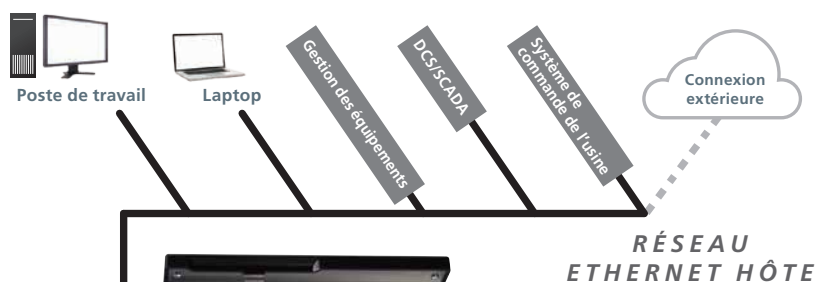 Poste de travail
Laptop
Gestion des équipements
DCS/SCADA
Système de
commande de l'usine
Connexion
extérieure
RÉSEAU
ETHERNET HÔTE